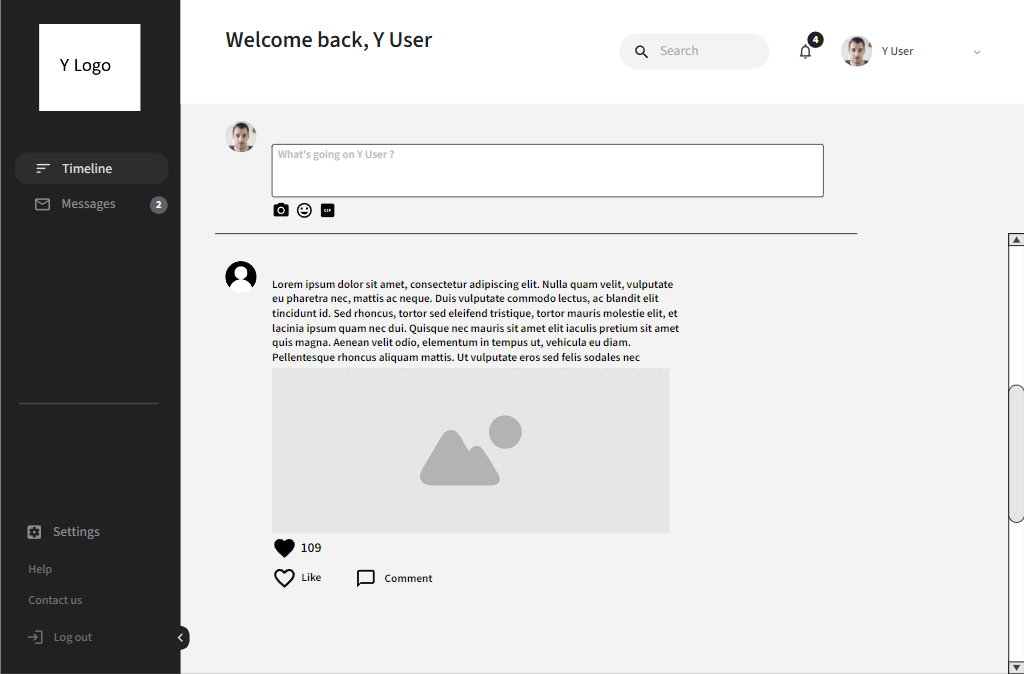 Y Logo
Welcome back, Y User
Search
4
Y User
Timeline
Messages
2
What's going on Y User ?
GIF
Lorem ipsum dolor sit amet, consectetur adipiscing elit. Nulla quam velit, vulputate
eu pharetra nec, mattis ac neque. Duis vulputate commodo lectus, ac blandit elit
tincidunt id. Sed rhoncus, tortor sed eleifend tristique, tortor mauris molestie elit, et
lacinia ipsum quam nec dui. Quisque nec mauris sit amet elit iaculis pretium sit amet
quis magna. Aenean velit odio, elementum in tempus ut, vehicula eu diam.
Pellentesque rhoncus aliquam mattis. Ut vulputate eros sed felis sodales nec
109
Like
Comment
Settings
Help
Contact us
Log out